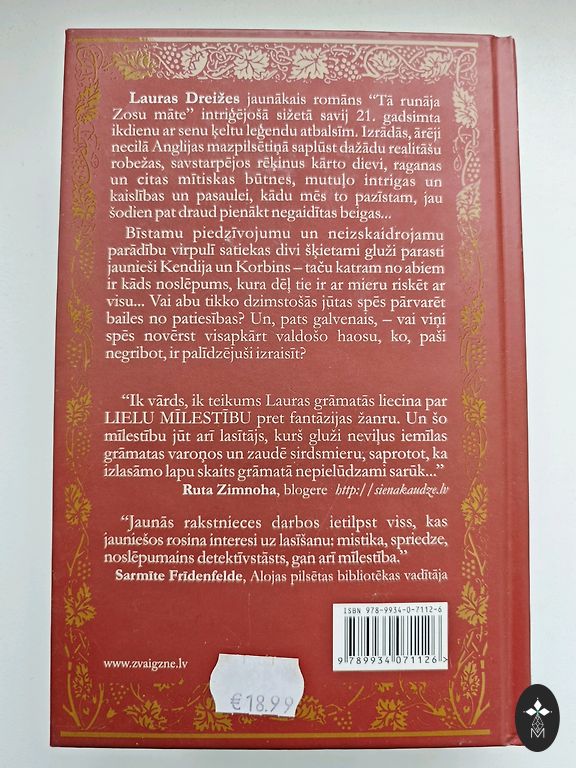 Lauras Dreižes jaunākais romāns “Tā runāja
Zosu māte” intriģējošā sižetā savij 21. gadsimta
ikdienu ar senu ķeltu leģendu atbalsīm. Izrādās, ārēji
necilā Anglijas mazpilsētiņā saplūst dažādu realitāšu
robežas, savstarpējos rēķinus kārto dievi, raganas
un citas mītiskas būtnes, mutuļo intrigas un
kaislības un pasaulei, kādu mēs to pazīstam, jau
šodien pat draud pienākt negaidītas beigas...
Bīstamu piedzīvojumu un neizskaidrojamu
parādību virpulī satiekas divi šķietami gluži parasti
jaunieši Kendija un Korbins – taču katram no abiem
ir kāds noslēpums, kura dēļ tie ir ar mieru riskēt ar
visu... Vai abu tikko dzimstošās jūtas spēs pārvarēt
bailes no patiesības? Un, pats galvenais, – vai viņi
spēs novērst visapkārt valdošo haosu, ko, paši
negribot, ir palīdzējuši izraisīt?
“Ik vārds, ik teikums Lauras grāmatās liecina par
LIELU MĪLESTĪBU pret fantāzijas žanru. Un šo
mīlestību jūt arī lasītājs, kurš gluži neviļus iemīlas
grāmatas varoņos un zaudē sirdsmieru, saprotot, ka
izlasāmo lapu skaits grāmatā nepielūdzami sarūk...”
Ruta Zimnoha, blogere http://sienakaudze.lv
“Jaunās rakstnieces darbos ietilpst viss, kas
jauniešos rosina interesi uz lasīšanu: mistika, spriedze,
noslēpumains detektīvstāsts, gan arī mīlestība.”
Sarmīte Frīdenfelde, Alojas pilsētas bibliotēkas vadītāja
ISBN 978-9934-0-7112-6
9 789934 071126
www.zvaigzne.lv
€18.99
M